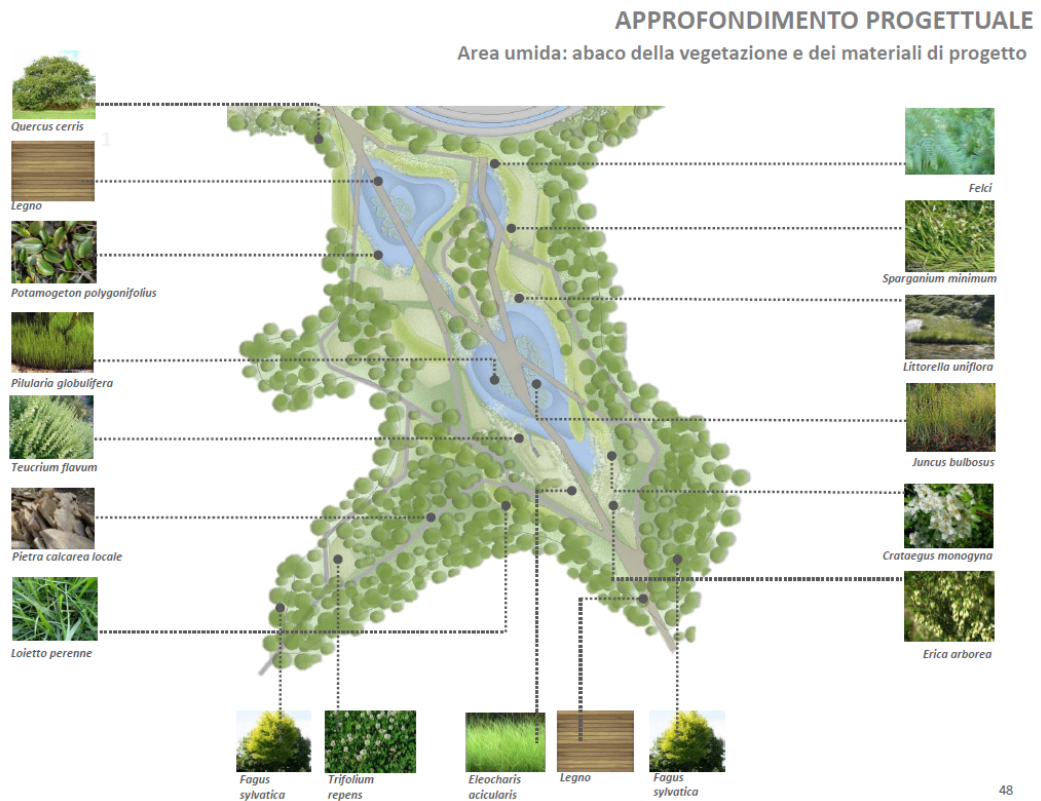 APPROFONDIMENTO PROGETTUALE
Area umida: abaco della vegetazione e dei materiali di progetto
Quercus cerris
1
Legno
Potamogeton polygonifolius
Pilularia globulifera
Teucrium flavum
Pietra calcarea locale
Loietto perenne
Felci
Sparganium minimum
Littorella uniflora
Juncus bulbosus
Crataegus monogyna
Erica arborea
Fagus
sylvatica
Trifolium
repens
Eleocharis
acicularis
Legno
Fagus
sylvatica
48